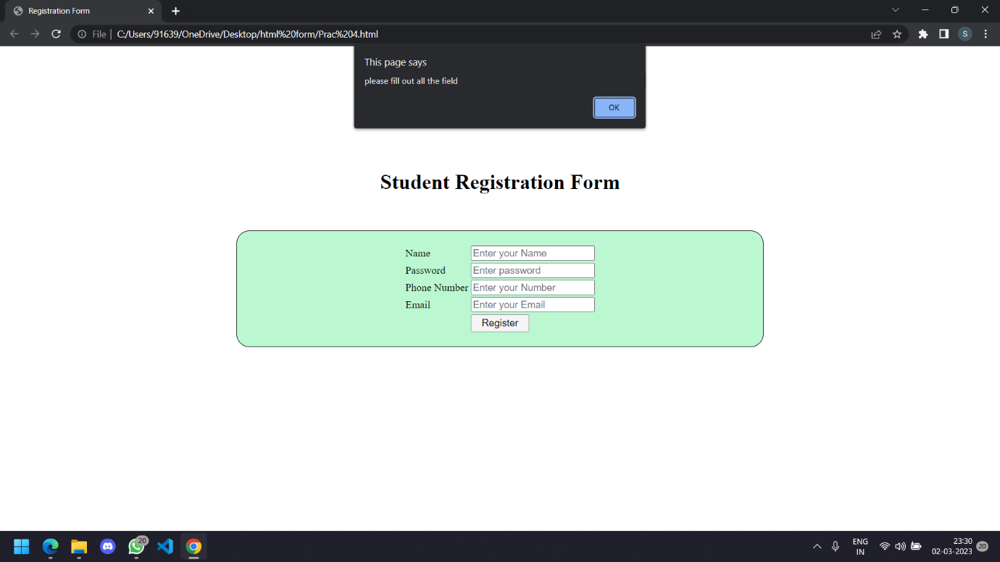 Registration Form
File | C:/Users/91639/OneDrive/Desktop/html%20form/Prac%204.html
S
This page says
please fill out all the field
OK
Student Registration Form
Name Enter your Name
Password Enter password
Phone Number Enter your Number
Email Enter your Email
Register
20
ENG
IN
23:30
02-03-2023
20